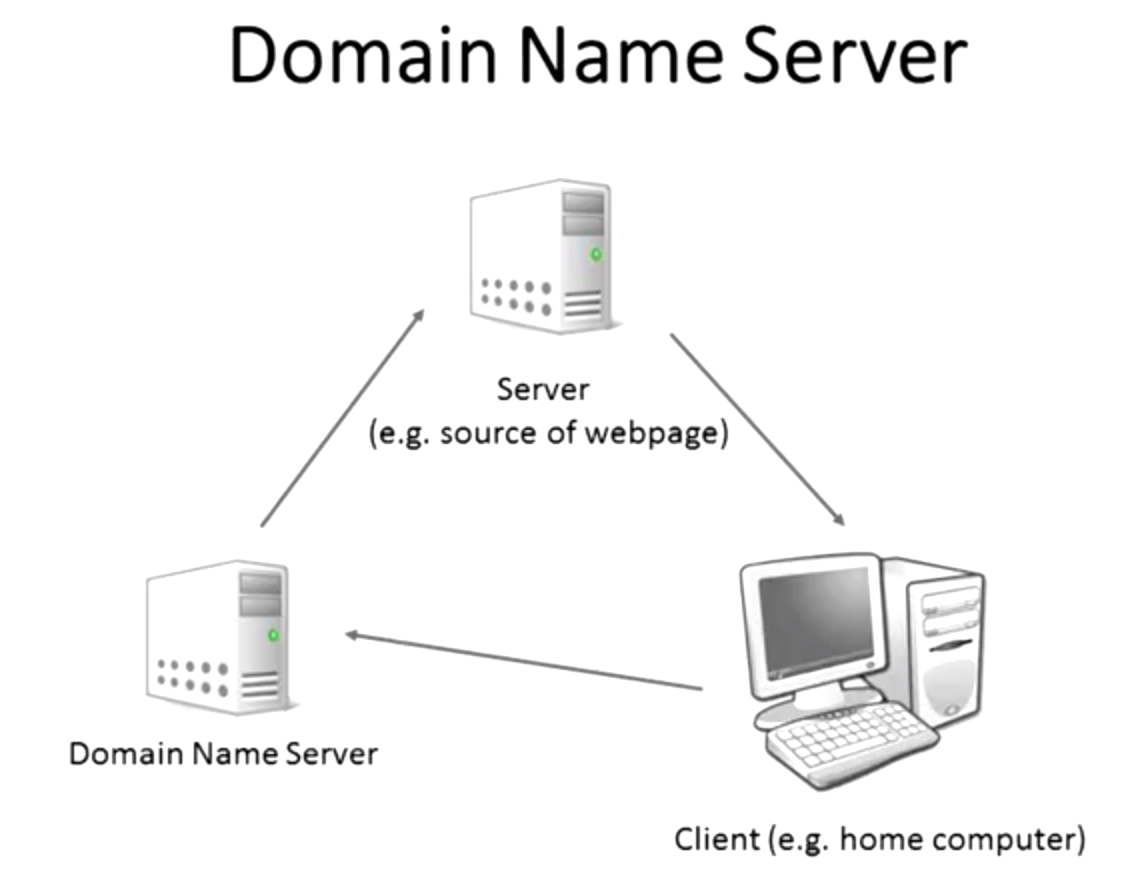 Domain Name Server
Server
(e.g. source of webpage)
Domain Name Server
Client (e.g. home computer)